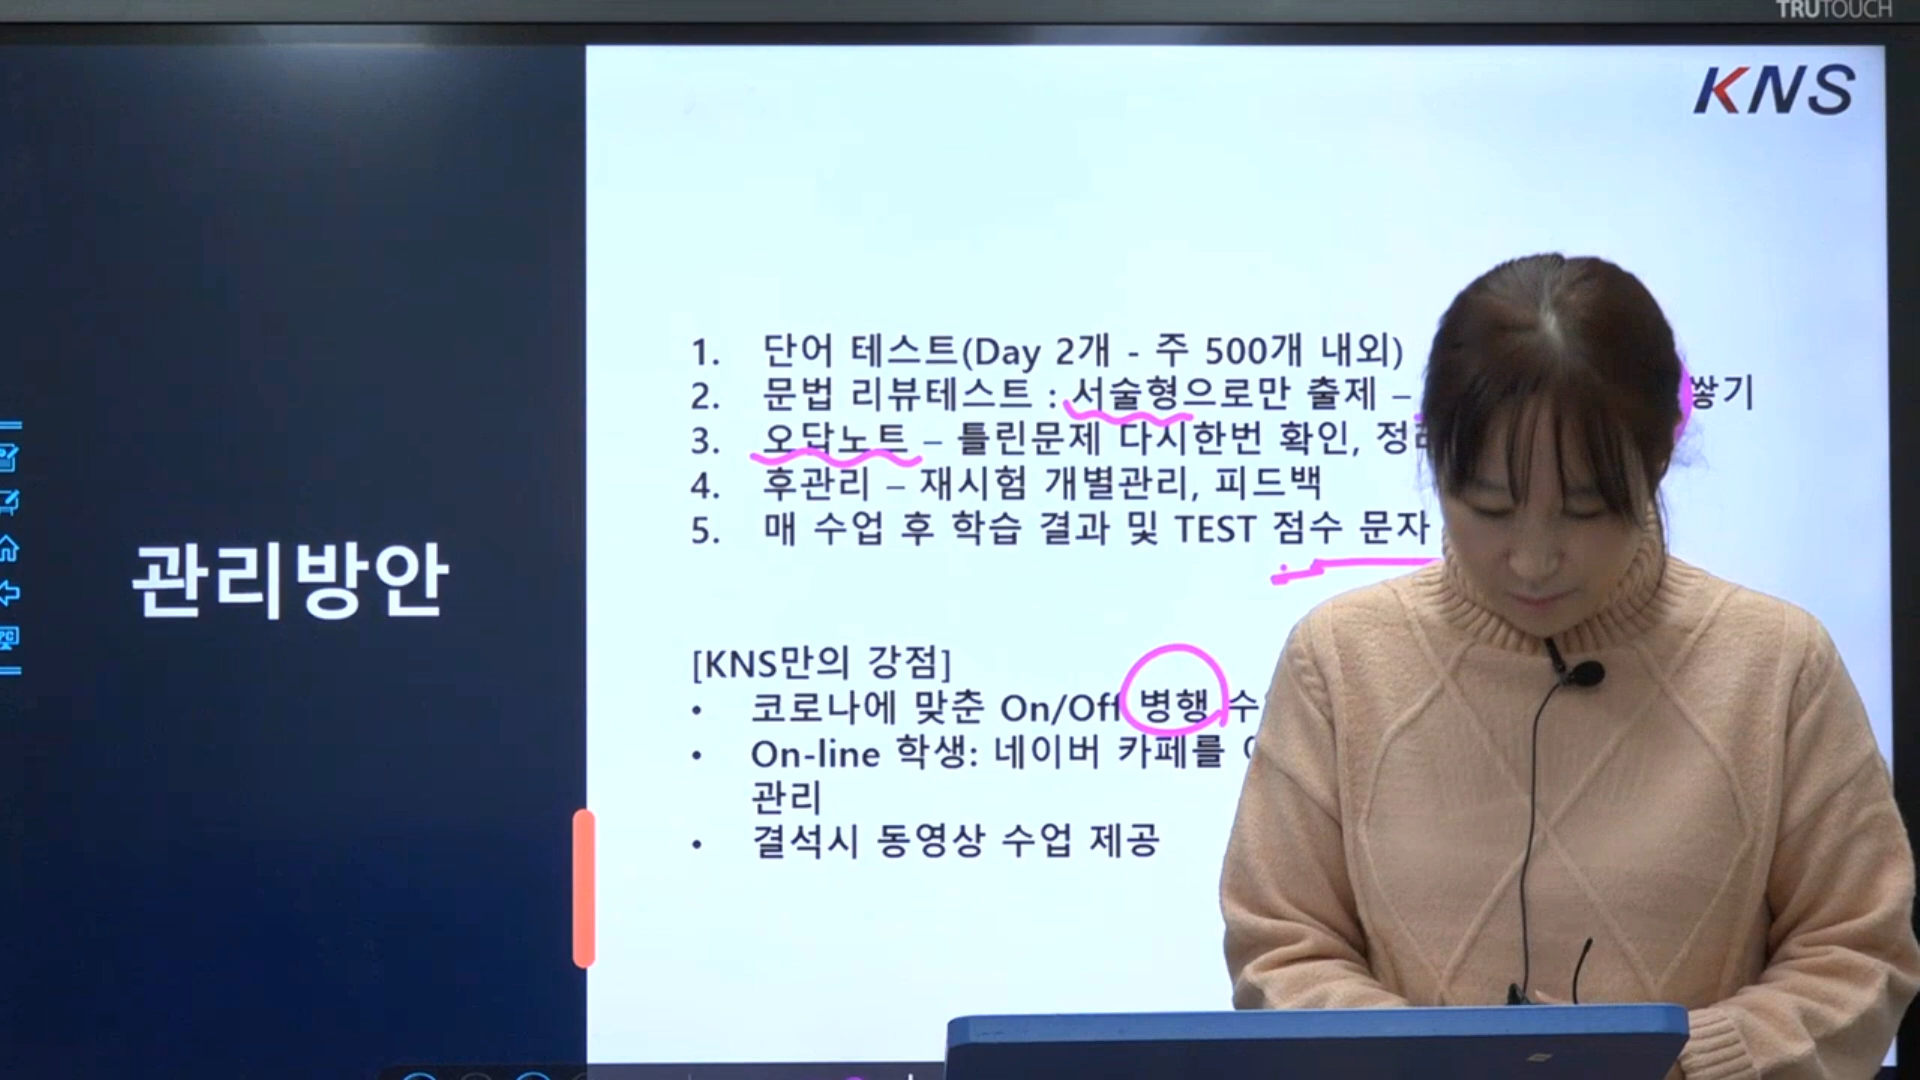 TRUTOUCH
KNS
관리방안
1. 단어 테스트(Day 2개 - 주 500개 내외)
2. 문법 리뷰테스트 : 서술형으로만 출제 – 쌓기
3. 오답노트 – 틀린문제 다시한번 확인,
4. 후관리 – 재시험 개별관리, 피드백
5. 매 수업 후 학습 결과 및 TEST 점수 문자
[KNS만의 강점]
• 코로나에 맞춘 On/Off 병행
• On-line 학생: 네이버 카페를
관리
• 결석시 동영상 수업 제공